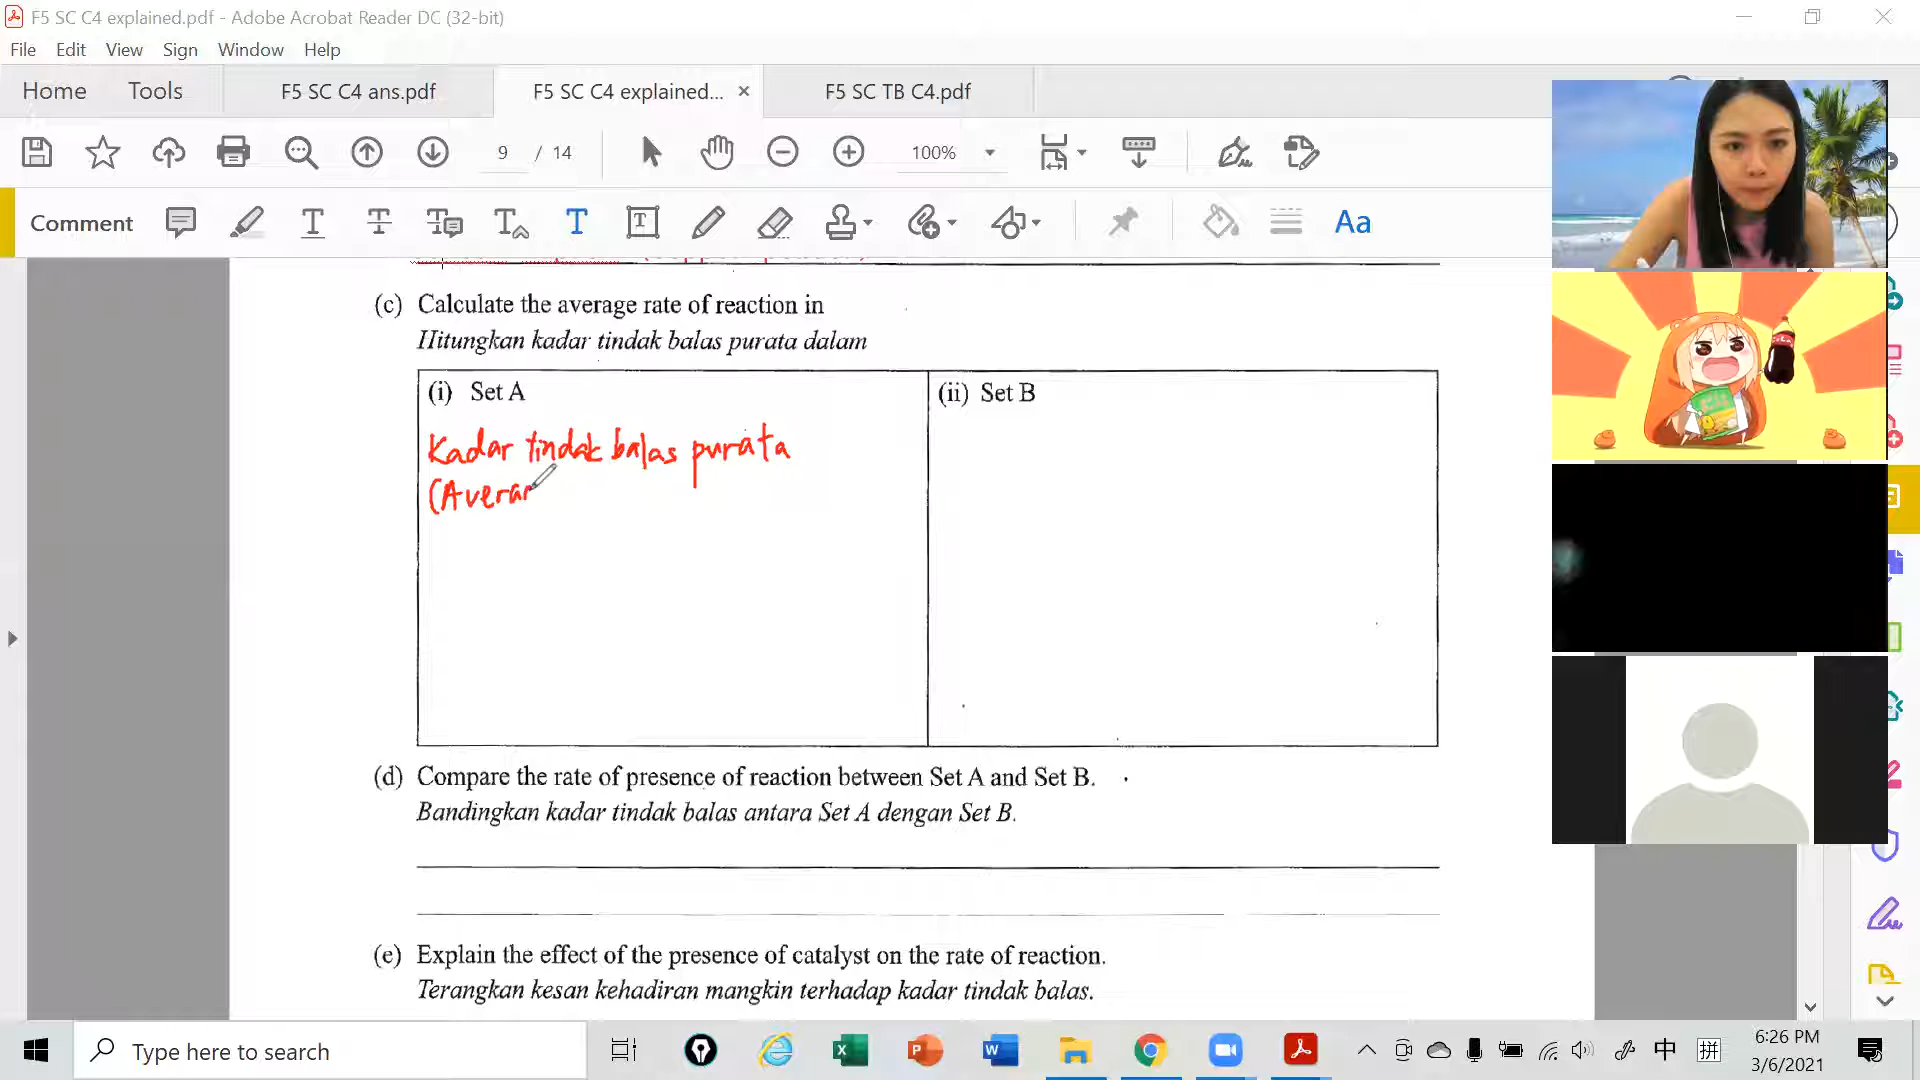 F5 SC C4 explained.pdf - Adobe Acrobat Reader DC (32-bit)
File Edit View Sign Window Help
Home Tools F5 SC C4 ans.pdf F5 SC C4 explained... × F5 SC TB C4.pdf
9 / 14 100%
Comment Aa
(c) Calculate the average rate of reaction in
Hitungkan kadar tindak balas purata dalam
(i) Set A
Kadar tindak balas purata
(Averar
(ii) Set B
(d) Compare the rate of presence of reaction between Set A and Set B.
Bandingkan kadar tindak balas antara Set A dengan Set B.
(e) Explain the effect of the presence of catalyst on the rate of reaction.
Terangkan kesan kehadiran mangkin terhadap kadar tindak balas.
Type here to search
中 拼
6:26 PM
3/6/2021